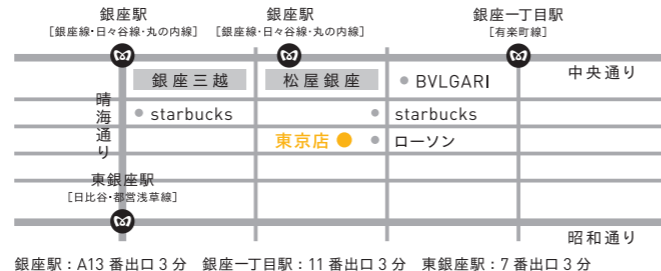 銀座駅
[銀座線・日々谷線・丸の内線]
銀座駅
[銀座線・日々谷線・丸の内線]
銀座一丁目駅
[有楽町線]
中央通り
銀座三越
松屋銀座
BVLGARI
晴海通り
starbucks
starbucks
東京店
ローソン
東銀座駅
[日比谷・都営浅草線]
昭和通り
銀座駅：A13 番出口 3 分 銀座一丁目駅：11 番出口 3 分 東銀座駅：7 番出口 3 分